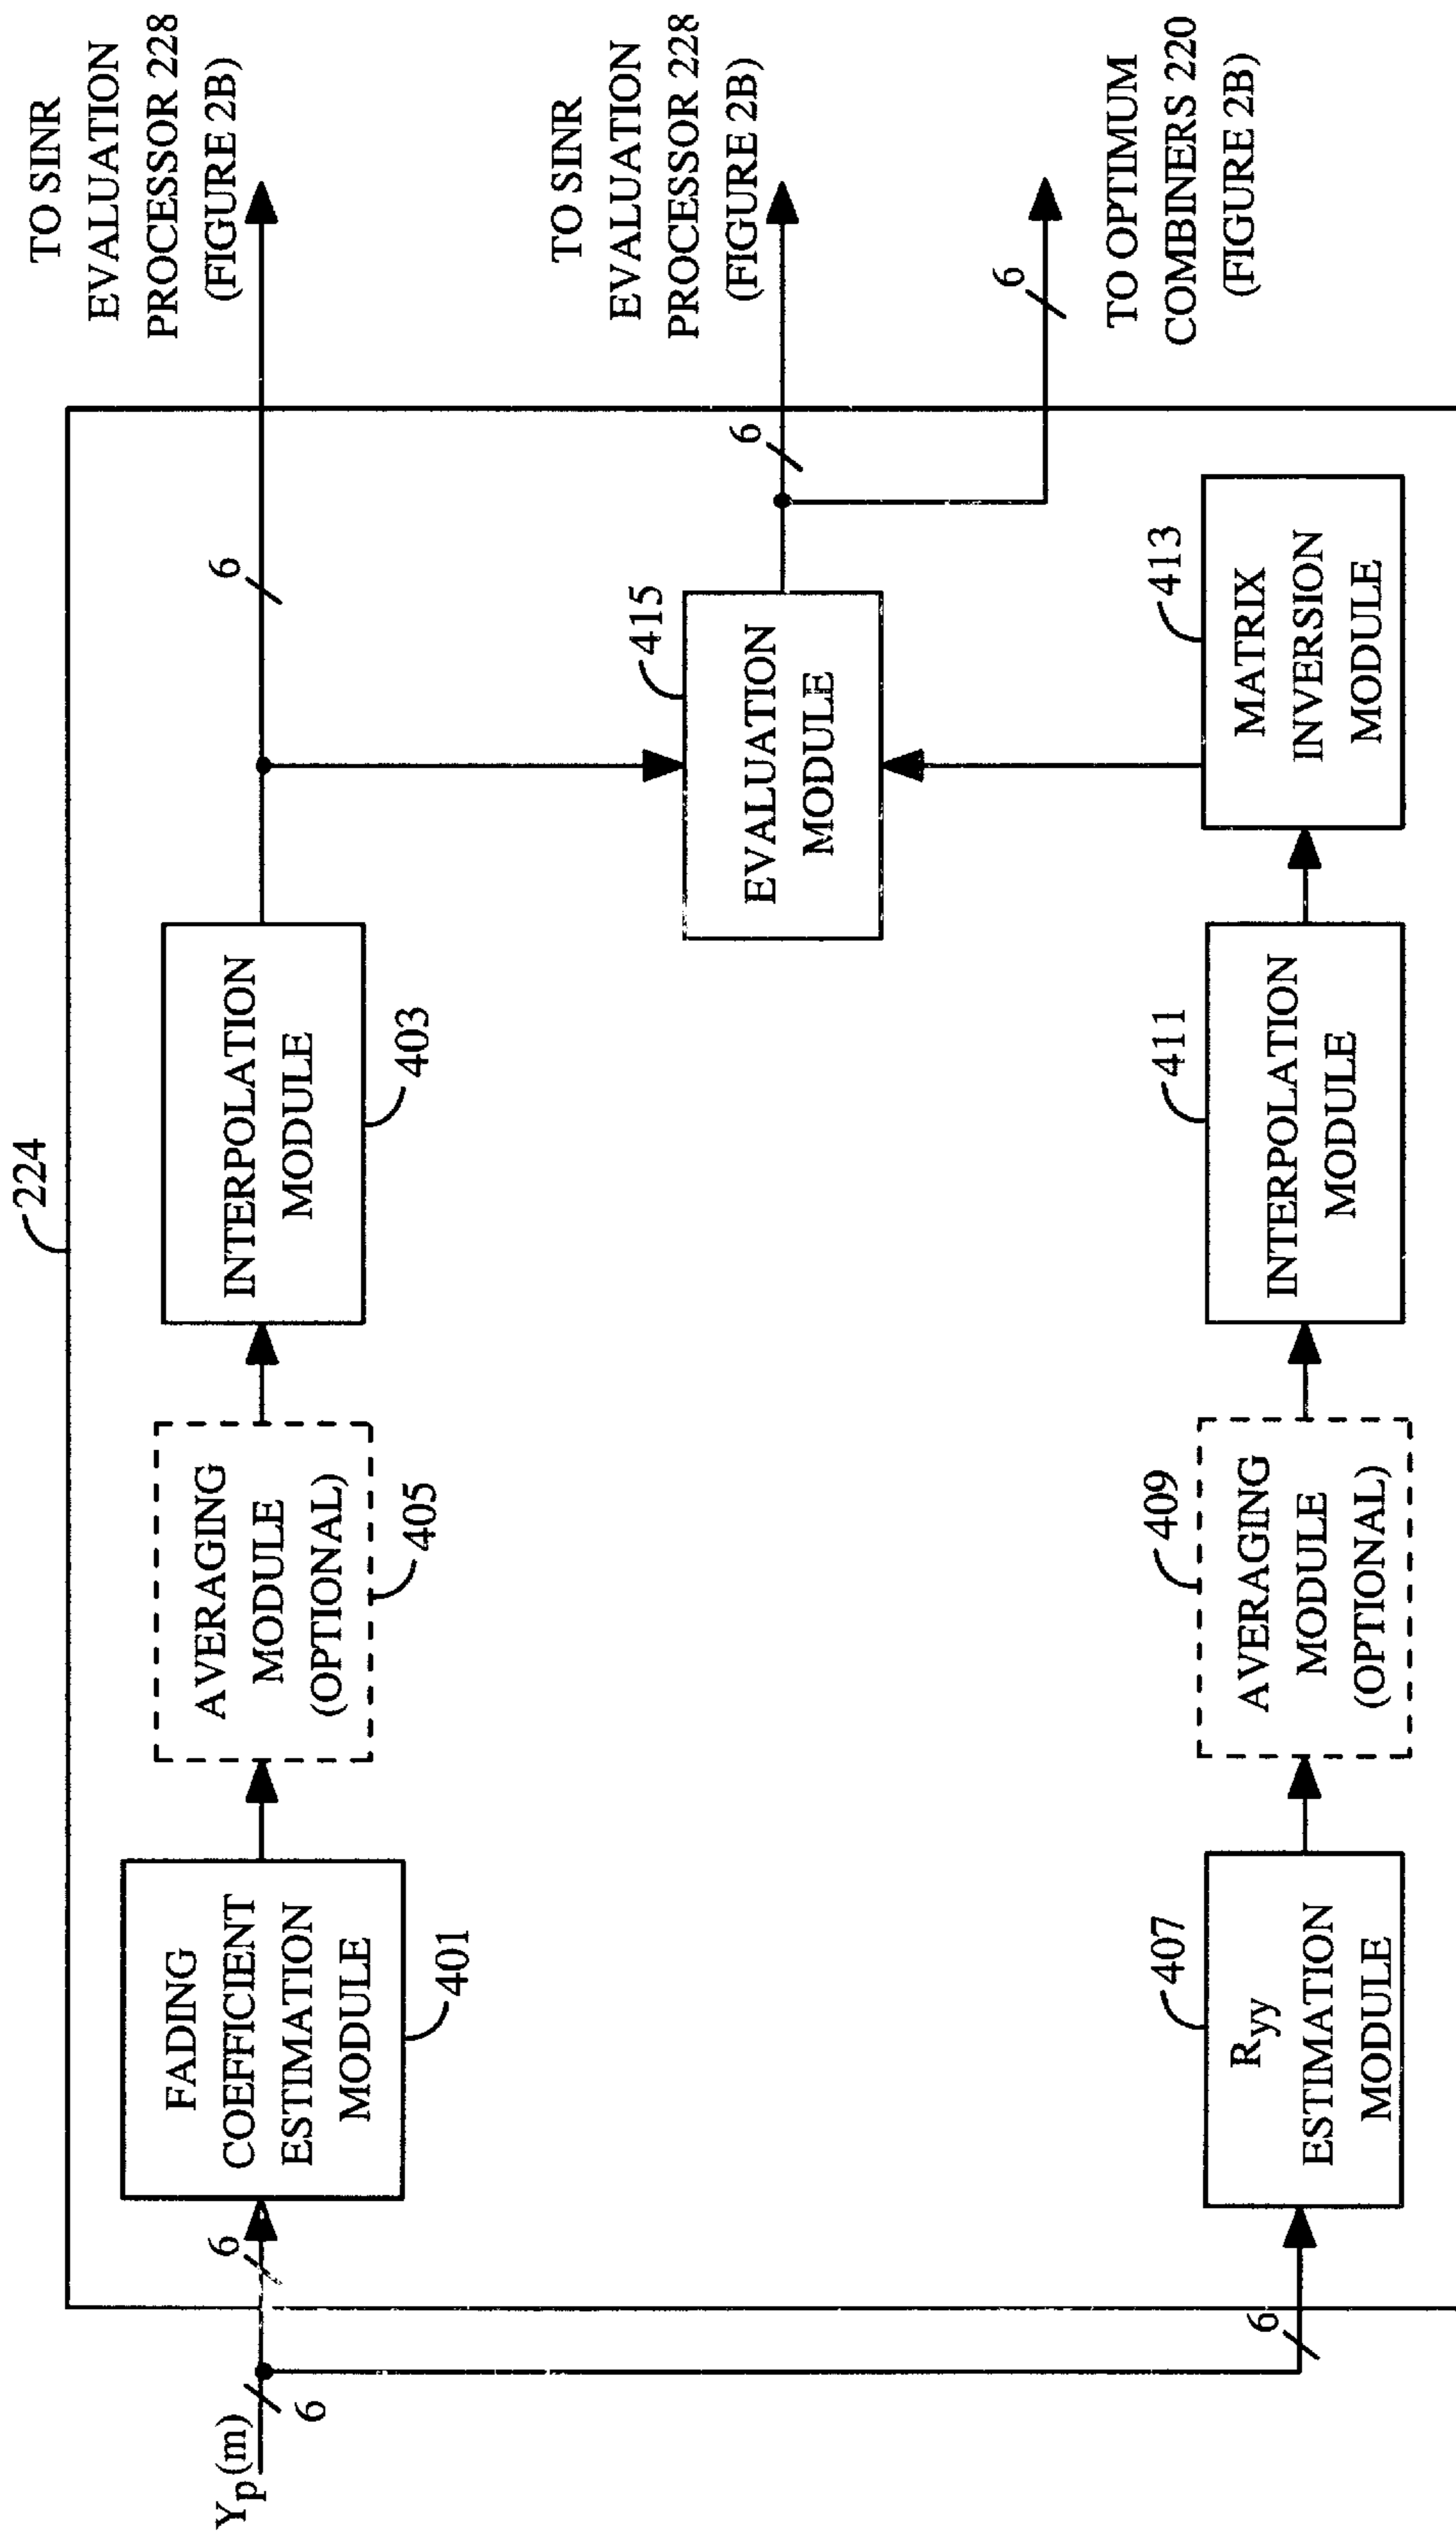 224
Yp(m)
6
6
6
FADING
COEFFICIENT
ESTIMATION
MODULE
401
AVERAGING
MODULE
(OPTIONAL)
405
INTERPOLATION
MODULE
403
6
TO SINR
EVALUATION
PROCESSOR 228
(FIGURE 2B)
EVALUATION
MODULE
415
6
TO SINR
EVALUATION
PROCESSOR 228
(FIGURE 2B)
6
TO OPTIMUM
COMBINERS 220
(FIGURE 2B)
Ryy
ESTIMATION
MODULE
407
AVERAGING
MODULE
(OPTIONAL)
409
INTERPOLATION
MODULE
411
MATRIX
INVERSION
MODULE
413